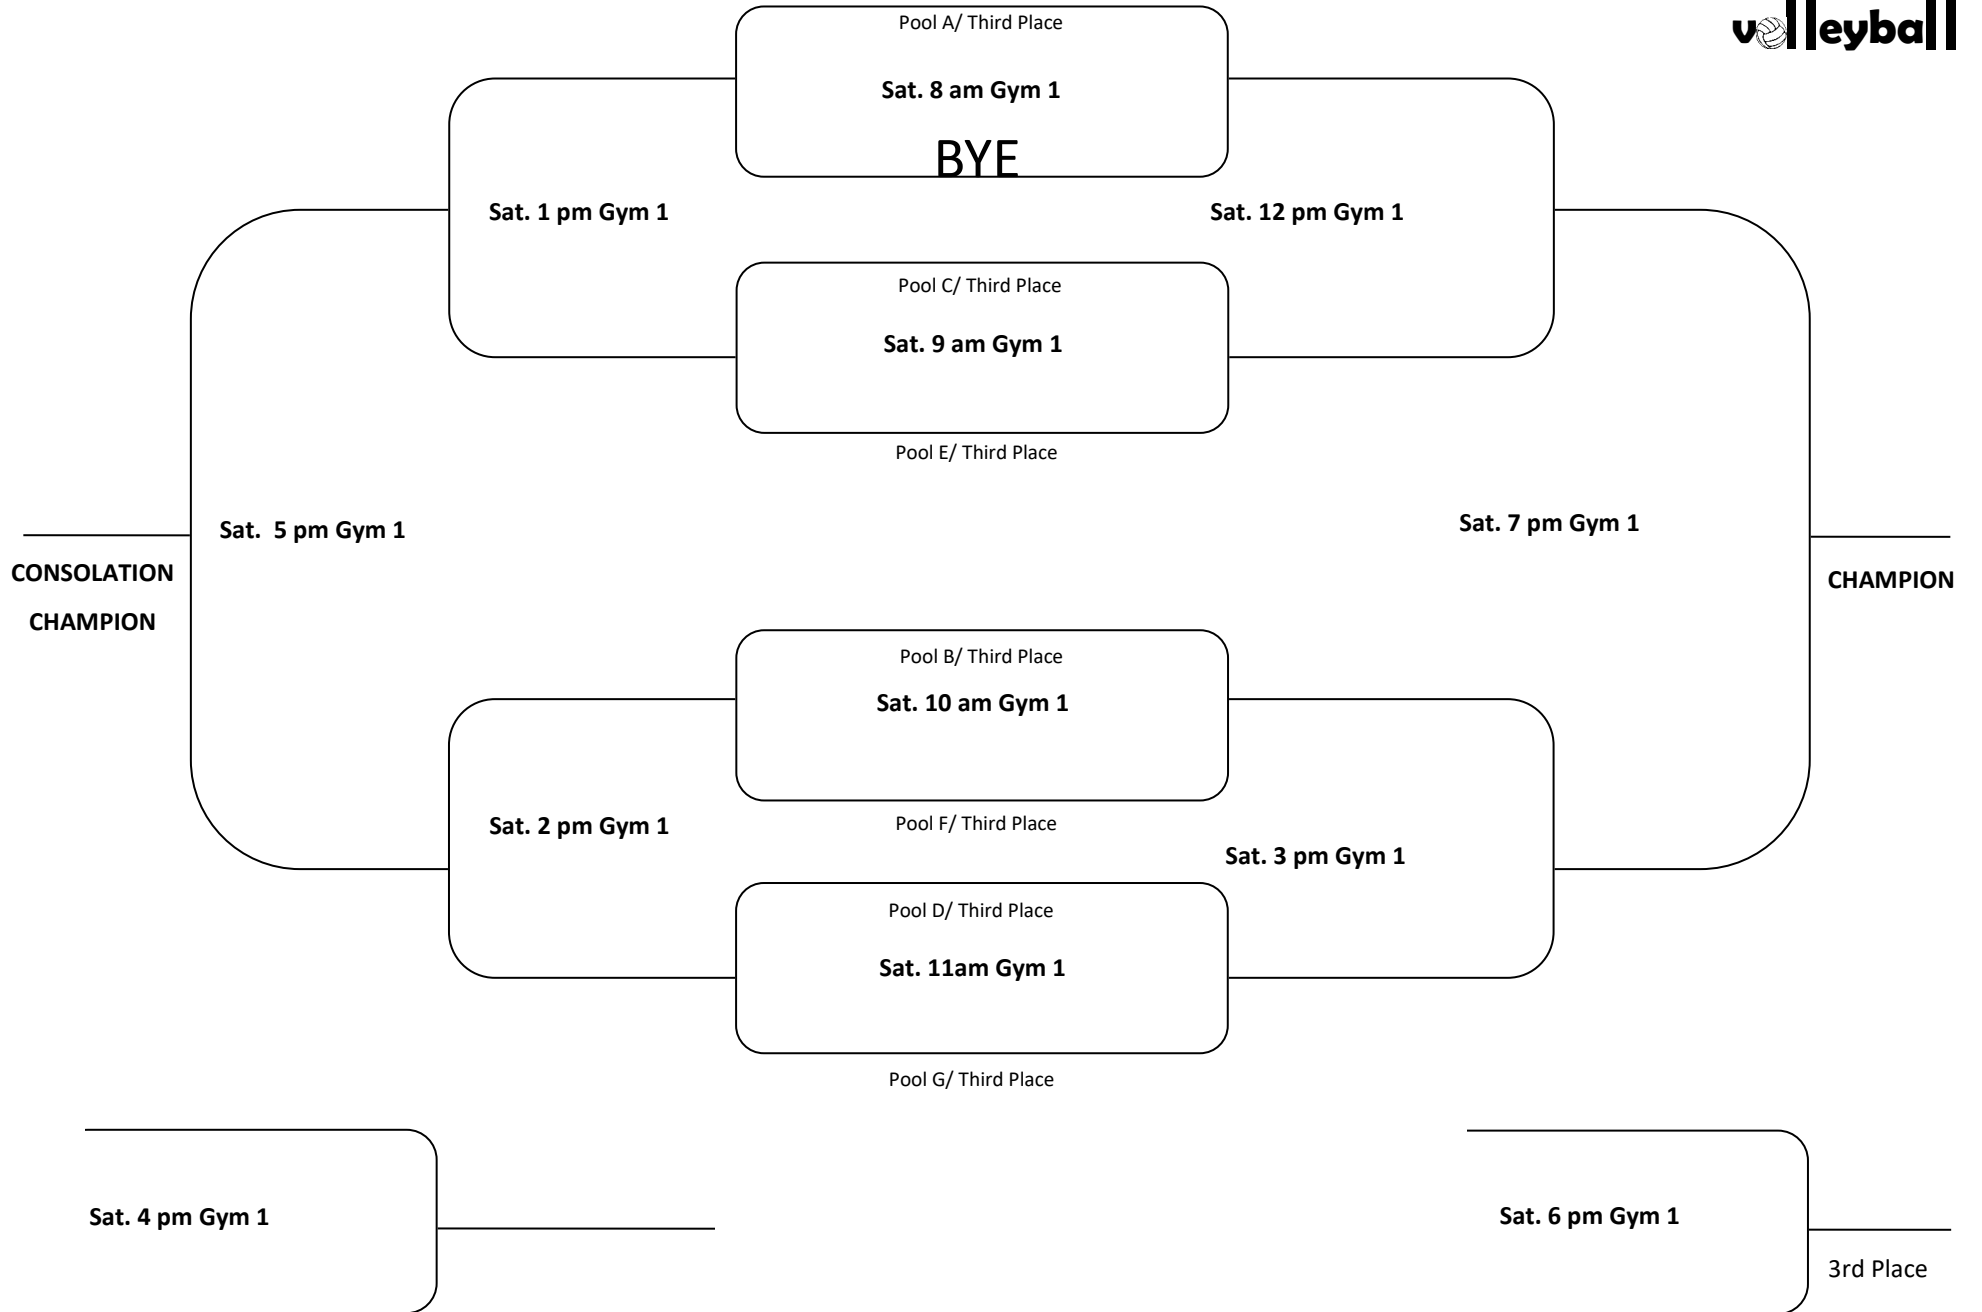 volleyball
Pool A/ Third Place
Sat. 8 am Gym 1
BYE
Sat. 1 pm Gym 1
Sat. 12 pm Gym 1
Pool C/ Third Place
Sat. 9 am Gym 1
Pool E/ Third Place
Sat.  5 pm Gym 1
Sat. 7 pm Gym 1
CONSOLATION
CHAMPION
CHAMPION
Pool B/ Third Place
Sat. 10 am Gym 1
Sat. 2 pm Gym 1
Pool F/ Third Place
Sat. 3 pm Gym 1
Pool D/ Third Place
Sat. 11am Gym 1
Pool G/ Third Place
Sat. 4 pm Gym 1
Sat. 6 pm Gym 1
3rd Place